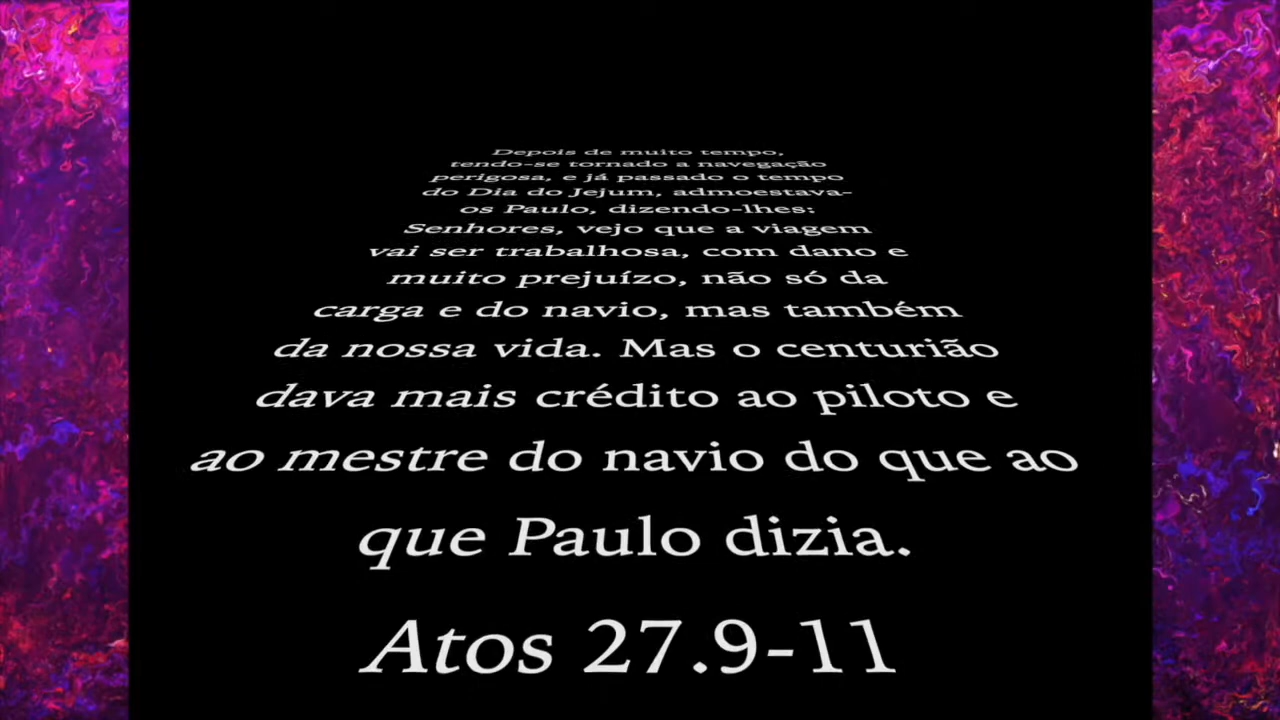 Depois de muito tempo,
tendo-se tornado a navegação
perigosa, e já passado o tempo
do Dia do Jejum, admoestava-
os Paulo, dizendo-lhes:
Senhores, vejo que a viagem
vai ser trabalhosa, com dano e
muito prejuízo, não só da
carga e do navio, mas também
da nossa vida. Mas o centurião
dava mais crédito ao piloto e
ao mestre do navio do que ao
que Paulo dizia.
Atos 27.9-11